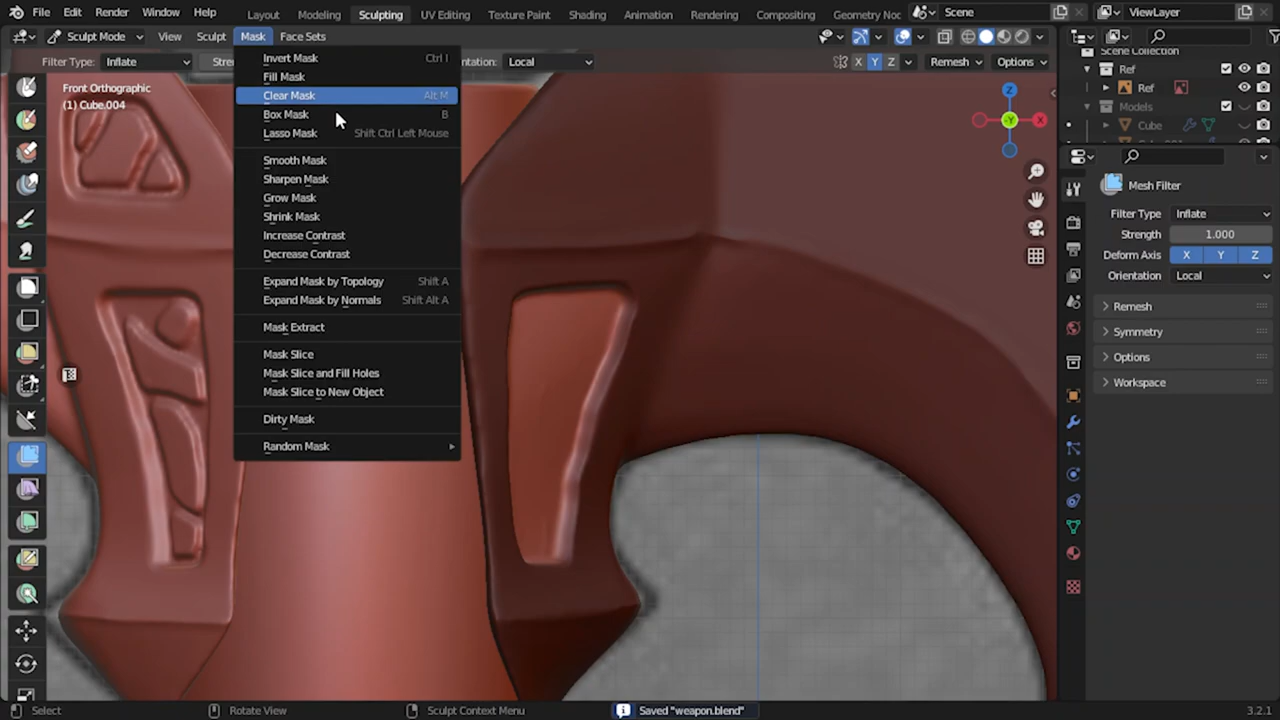 File Edit Render Window Help Layout Modeling Sculpting UV Editing Texture Paint Shading Animation Rendering Compositing Geometry Noc Scene ViewLayer
Sculpt Mode View Sculpt Mask Face Sets
Filter Type: Inflate Stre ntation: Local X Y Z Remesh Options
Front Orthographic
(1) Cube.004
Invert Mask Ctrl I
Fill Mask
Clear Mask Alt M
Box Mask B
Lasso Mask Shift Ctrl Left Mouse
Smooth Mask
Sharpen Mask
Grow Mask
Shrink Mask
Increase Contrast
Decrease Contrast
Expand Mask by Topology Shift A
Expand Mask by Normals Shift Alt A
Mask Extract
Mask Slice
Mask Slice and Fill Holes
Mask Slice to New Object
Dirty Mask
Random Mask
Z
-Y
X
Scene Collection
Ref
Ref
Models
Cube
Mesh Filter
Filter Type Inflate
Strength 1.000
Deform Axis X Y Z
Orientation Local
Remesh
Symmetry
Options
Workspace
Select Rotate View Sculpt Context Menu Saved "weapon.blend" 3.2.1